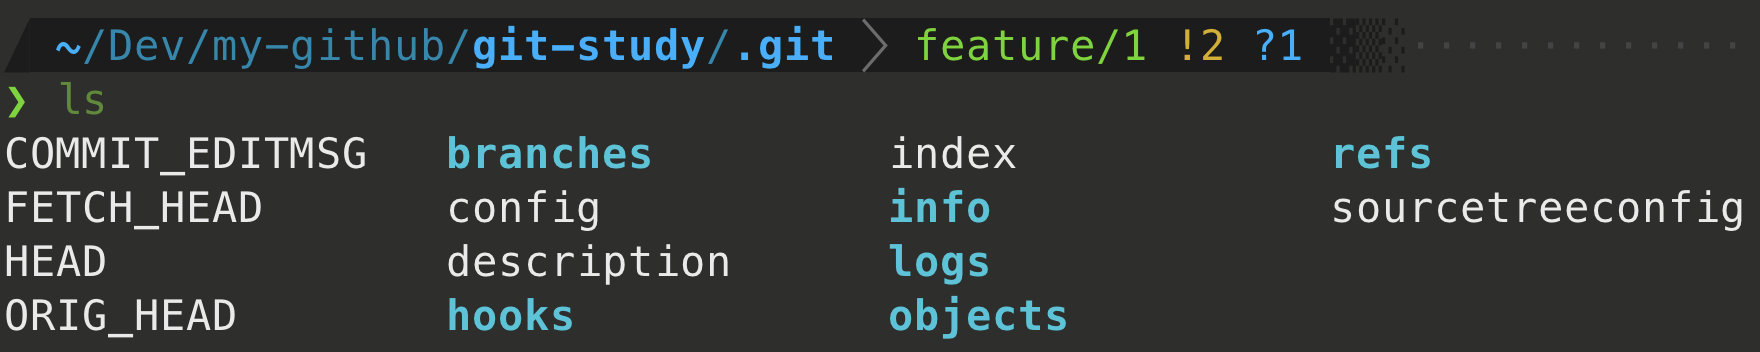 ~/Dev/my-github/git-study/.git feature/1 !2 ?1
❯ ls
COMMIT_EDITMSG branches index refs
FETCH_HEAD config info sourcetreeconfig
HEAD description logs
ORIG_HEAD hooks objects